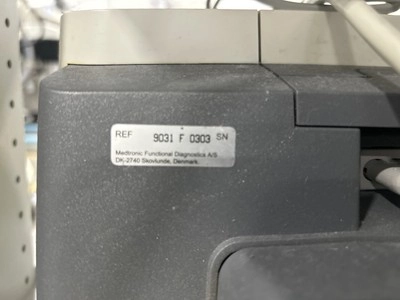 REF 9031 F 0303 SN
Medtronic Functional Diagnostics A/S
DK-2740 Skovlunde, Denmark.